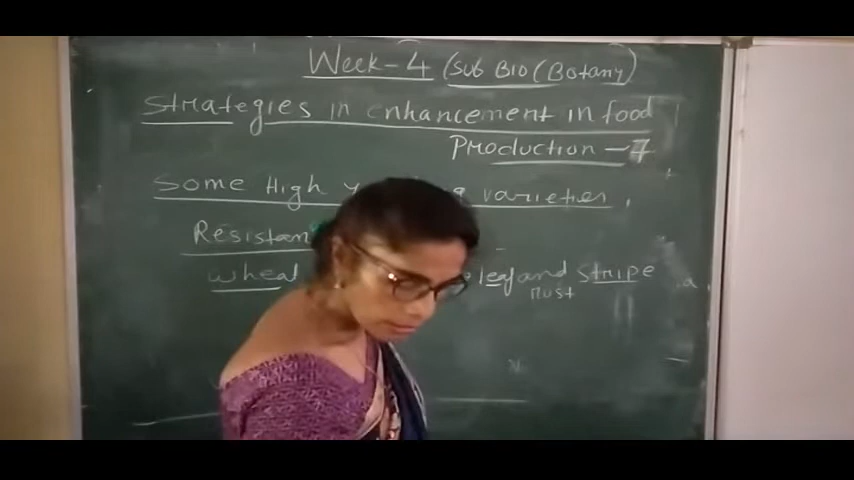 Week-4 (Sub Bio (Botany)
Strategies in enhancement in food
Production-7
Some High varieties.
Resistan
wheat leaf and stripe
rust